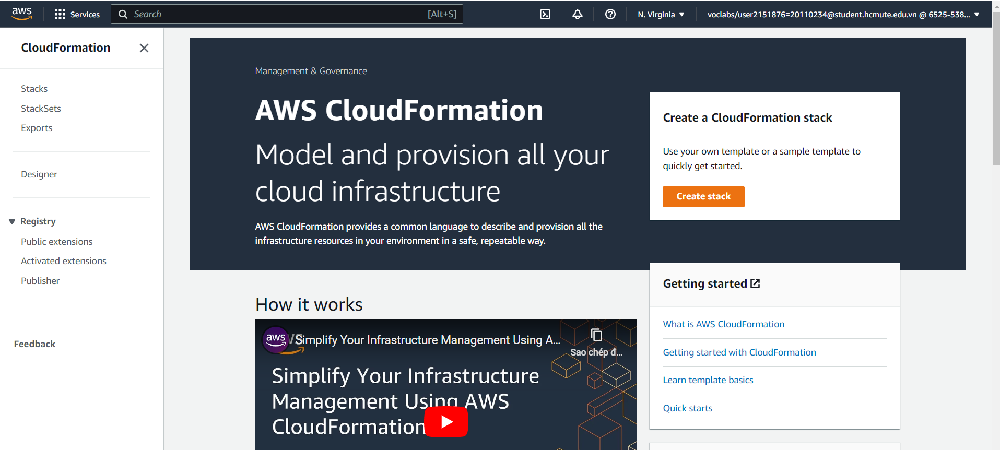 aws
Services
Search
[Alt+S]
N. Virginia
voclabs/user2151876=20110234@student.hcmute.edu.vn @ 6525-538...
CloudFormation
Stacks
StackSets
Exports
Designer
Registry
Public extensions
Activated extensions
Publisher
Feedback
Management & Governance
AWS CloudFormation
Model and provision all your
cloud infrastructure
AWS CloudFormation provides a common language to describe and provision all the
infrastructure resources in your environment in a safe, repeatable way.
Create a CloudFormation stack
Use your own template or a sample template to
quickly get started.
Create stack
How it works
aws
Simplify Your Infrastructure Management Using A...
Sao chép đ...
Simplify Your Infrastructure
Management Using AWS
CloudFormation
Getting started
What is AWS CloudFormation
Getting started with CloudFormation
Learn template basics
Quick starts